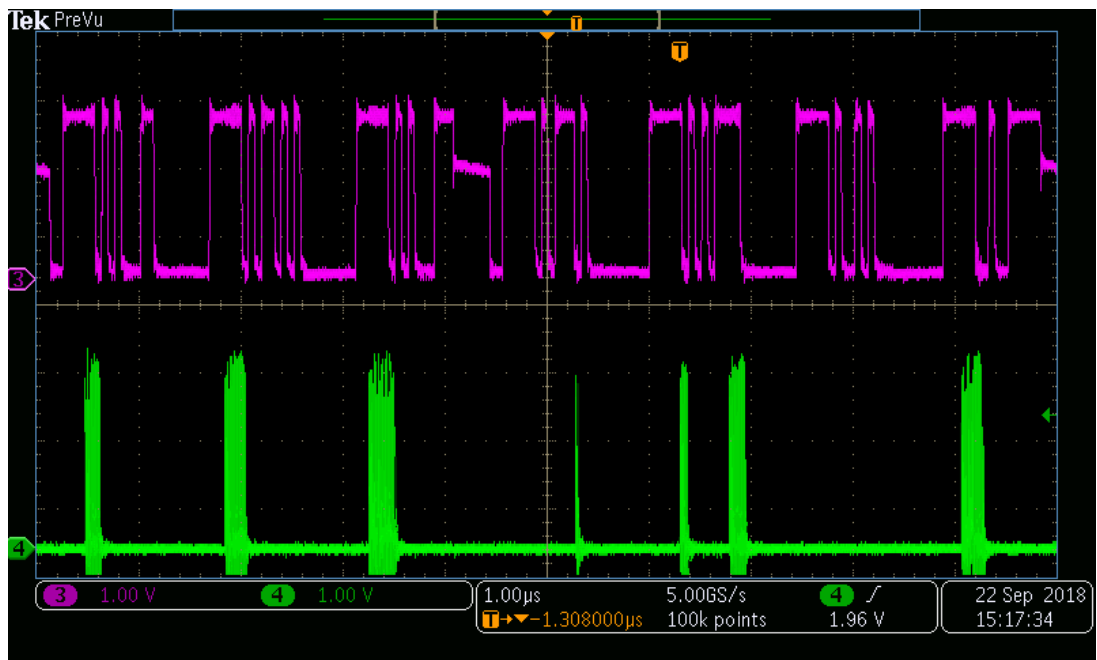 Tek PreVu
T
T
3
4
3 1.00 V 4 1.00 V
1.00µs 5.00GS/s 4 1.96 V
T→▼−1.308000µs 100k points
22 Sep 2018
15:17:34